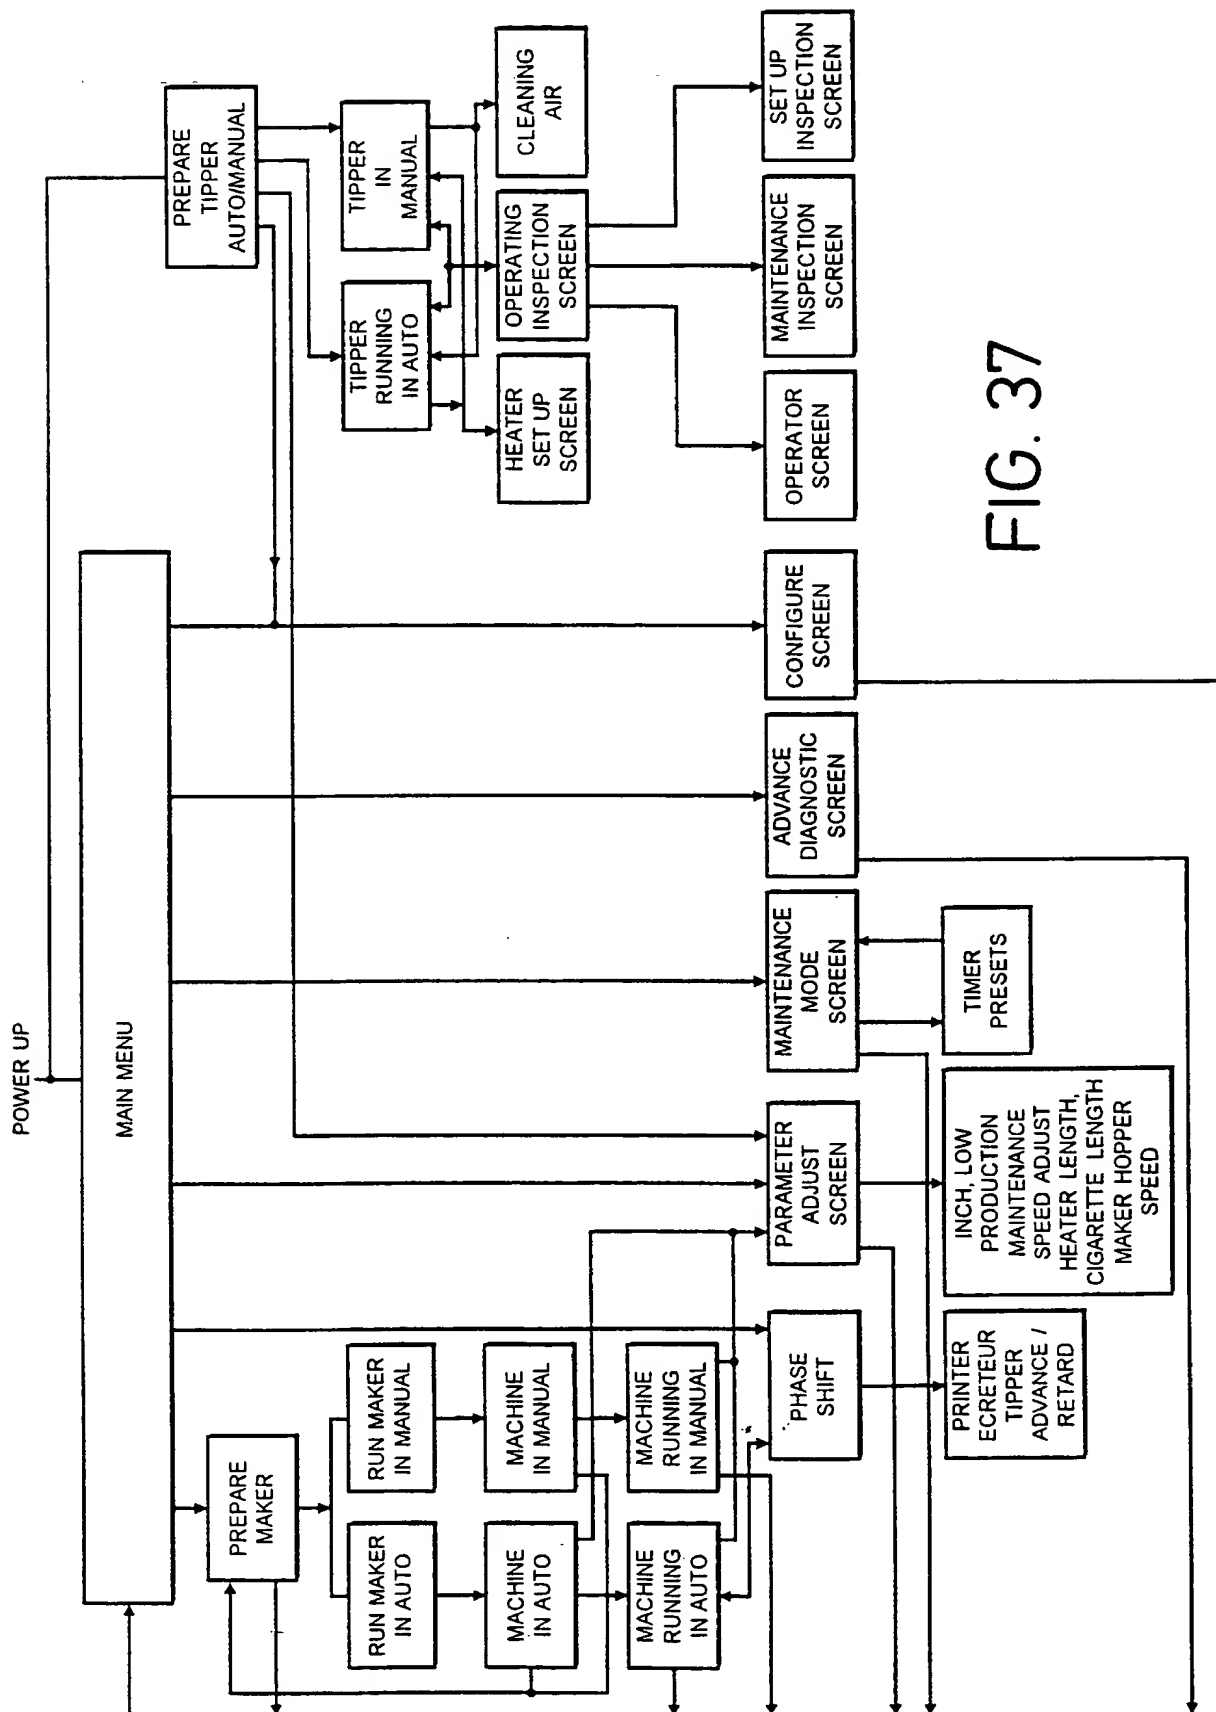 POWER UP
MAIN MENU
PREPARE
MAKER
RUN MAKER
IN AUTO
RUN MAKER
IN MANUAL
MACHINE
IN AUTO
MACHINE
IN MANUAL
MACHINE
RUNNING
IN AUTO
MACHINE
RUNNING
IN MANUAL
PHASE
SHIFT
PRINTER
ECRETEUR
TIPPER
ADVANCE /
RETARD
PARAMETER
ADJUST
SCREEN
INCH, LOW
PRODUCTION
MAINTENANCE
SPEED ADJUST
HEATER LENGTH,
CIGARETTE LENGTH
MAKER HOPPER
SPEED
MAINTENANCE
MODE
SCREEN
TIMER
PRESETS
ADVANCE
DIAGNOSTIC
SCREEN
CONFIGURE
SCREEN
PREPARE
TIPPER
AUTO/MANUAL
TIPPER
RUNNING
IN AUTO
TIPPER
IN
MANUAL
HEATER
SET UP
SCREEN
OPERATING
INSPECTION
SCREEN
CLEANING
AIR
OPERATOR
SCREEN
MAINTENANCE
INSPECTION
SCREEN
SET UP
INSPECTION
SCREEN
FIG. 37